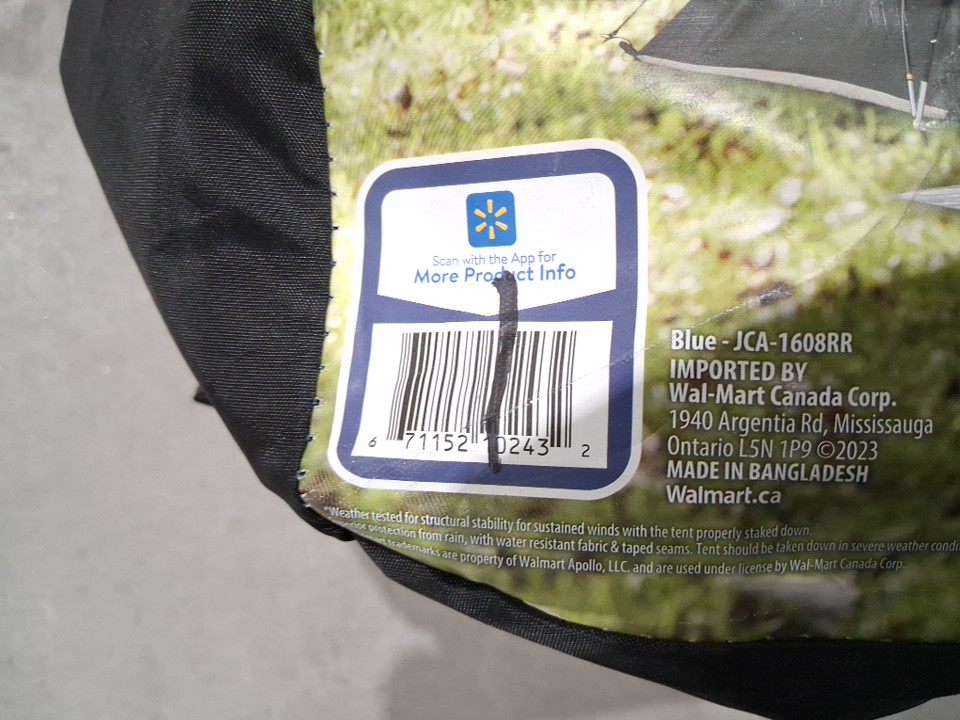 Scan with the App for
More Product Info
6 71152 10243 2
Blue - JCA-1608RR
IMPORTED BY
Wal-Mart Canada Corp.
1940 Argentia Rd, Mississauga
Ontario L5N 1P9 ©2023
MADE IN BANGLADESH
Walmart.ca
*Weather tested for structural stability for sustained winds with the tent properly staked down.
protection from rain, with water resistant fabric & taped seams. Tent should be taken down in severe weather condi
trademarks are property of Walmart Apollo, LLC. and are used under license by Wal-Mart Canada Corp.